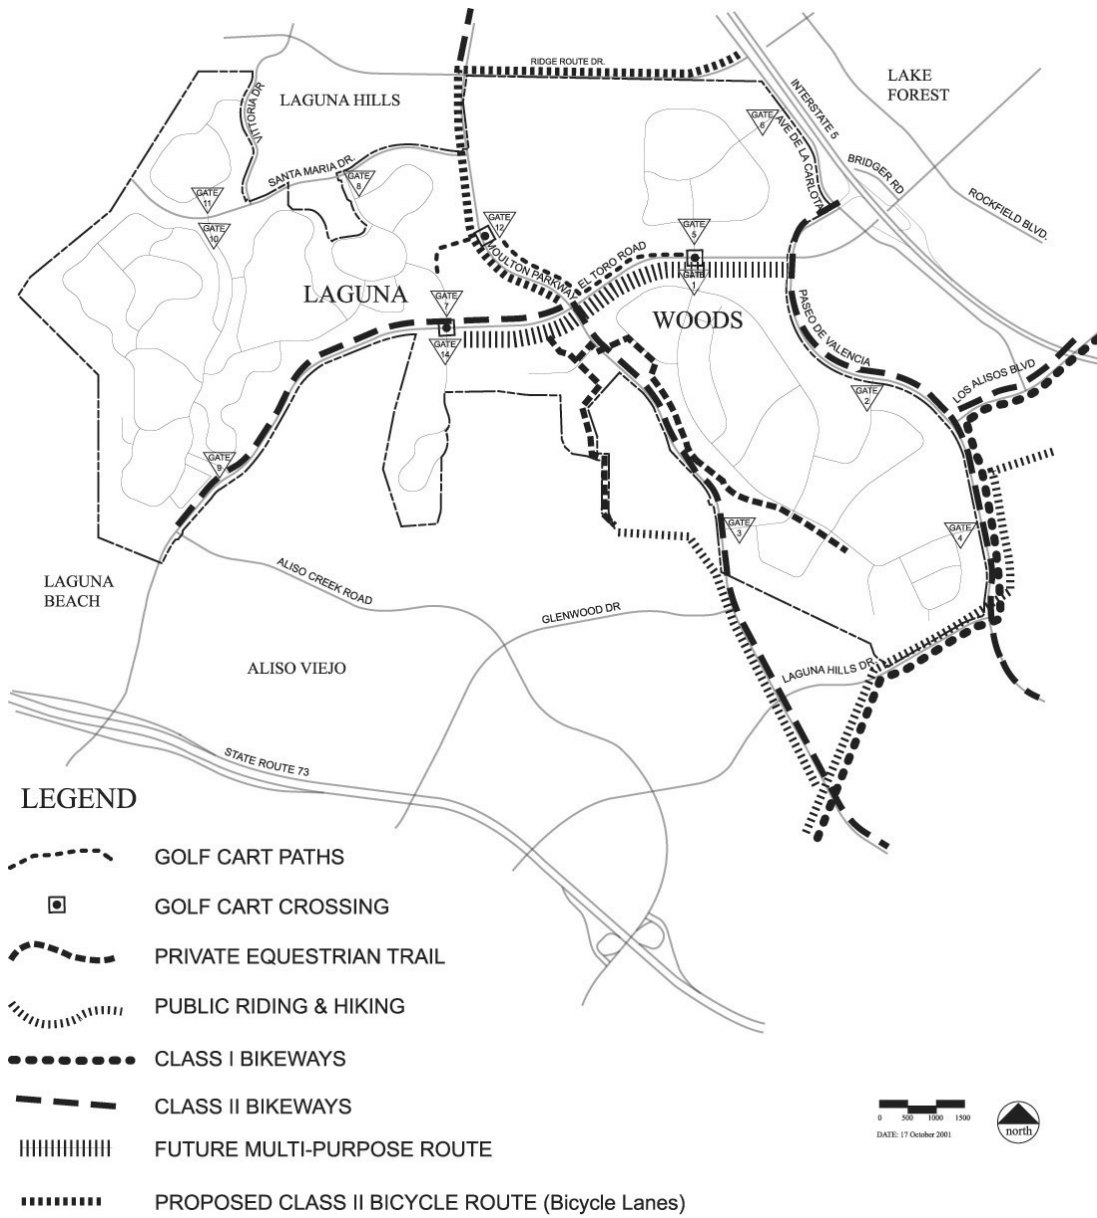 RIDGE ROUTE DR.
LAKE
FOREST
INTERSTATE 5
LAGUNA HILLS
VITTORIA DR
GATE
6
AVE DE LA CARLOTA
BRIDGER RD
ROCKFIELD BLVD.
SANTA MARIA DR.
GATE
8
GATE
11
GATE
10
GATE
12
GATE
5
MOULTON PARKWAY
EL TORO ROAD
GATE
1
LAGUNA
WOODS
GATE
7
GATE
14
PASEO DE VALENCIA
GATE
2
LOS ALISOS BLVD
GATE
9
GATE
3
GATE
4
LAGUNA
BEACH
ALISO CREEK ROAD
GLENWOOD DR
ALISO VIEJO
LAGUNA HILLS DR.
STATE ROUTE 73
LEGEND
GOLF CART PATHS
GOLF CART CROSSING
PRIVATE EQUESTRIAN TRAIL
PUBLIC RIDING & HIKING
CLASS I BIKEWAYS
CLASS II BIKEWAYS
FUTURE MULTI-PURPOSE ROUTE
PROPOSED CLASS II BICYCLE ROUTE (Bicycle Lanes)
0 500 1000 1500
DATE: 17 October 2001
north